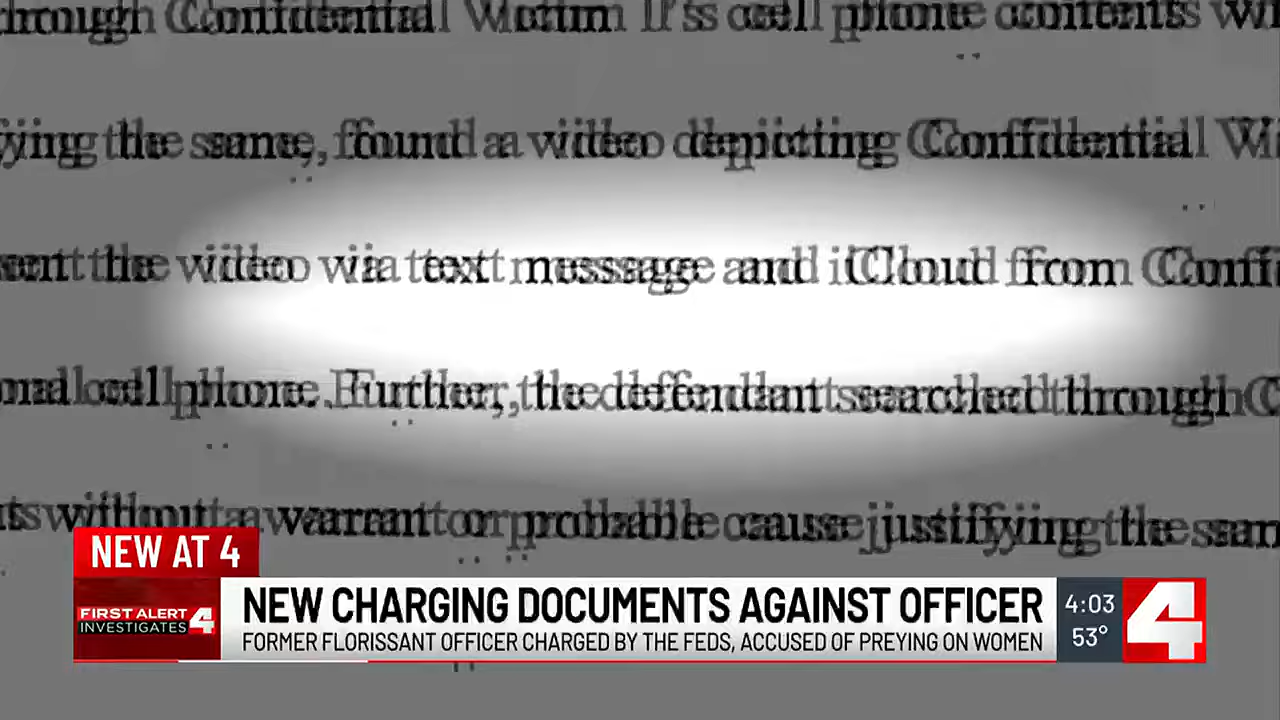 through Confidential Victim 11's cell phone contents wi
ying the same, found a video depicting Confidential Vi
sent the video via text message and iCloud from Confi
onal cell phone. Further, the defendant searched through C
ts without a warrant or probable cause justifying the sam
NEW AT 4
FIRST ALERT 4
INVESTIGATES
NEW CHARGING DOCUMENTS AGAINST OFFICER
FORMER FLORISSANT OFFICER CHARGED BY THE FEDS, ACCUSED OF PREYING ON WOMEN
4:03
53°
4